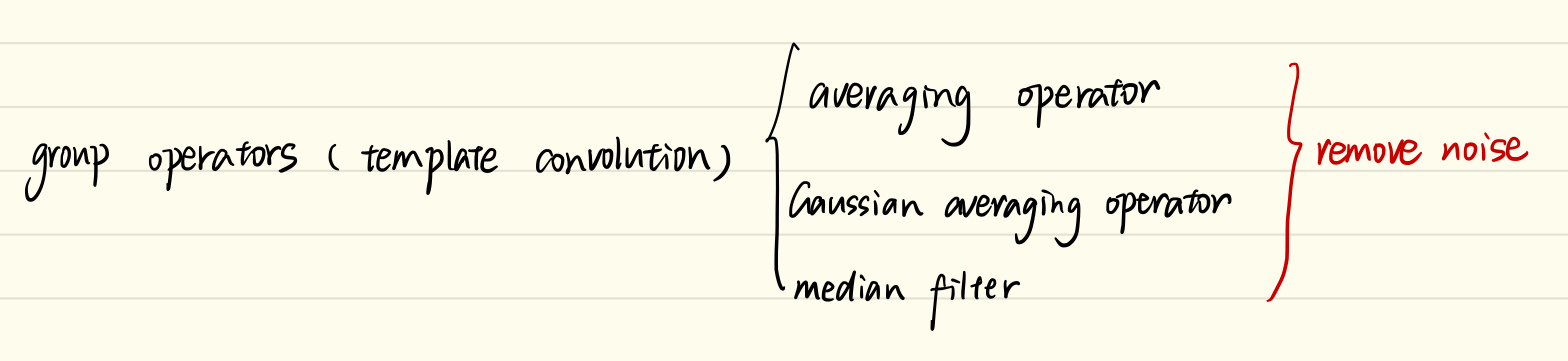 averaging operator
group operators ( template convolution)
remove noise
Gaussian averaging operator
median filter